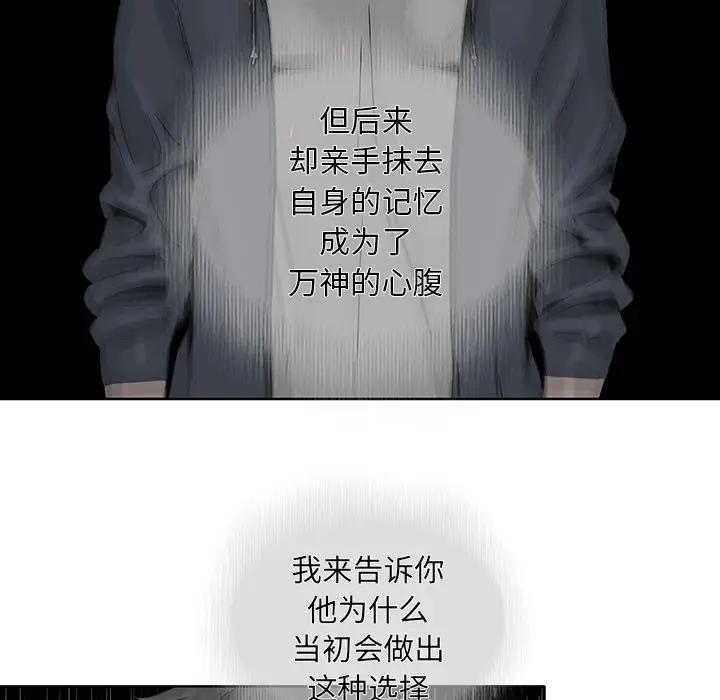 但后来
却亲手抹去
自身的记忆
成为了
万神的心腹
我来告诉你
他为什么
当初会做出
这种选择